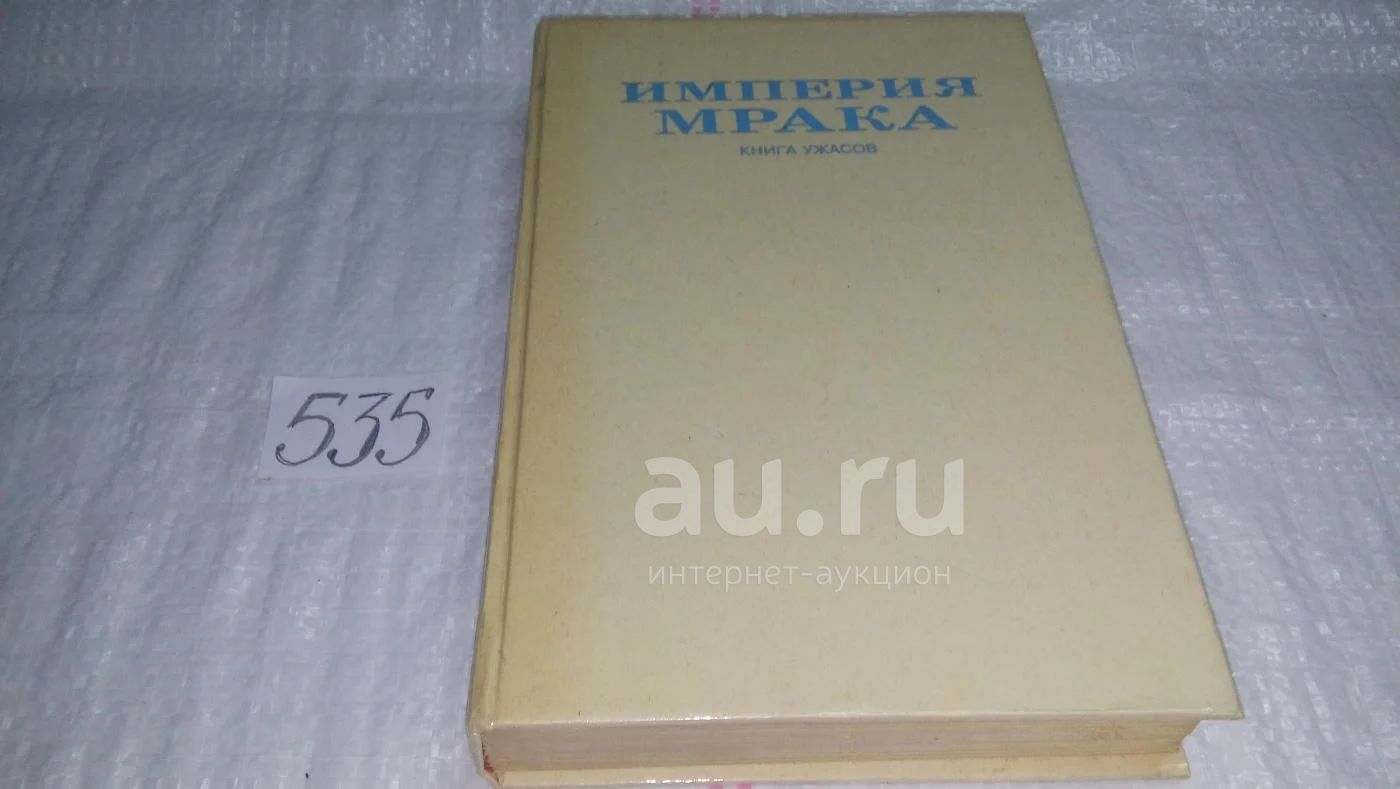 ИМПЕРИЯ
МРАКА
КНИГА УЖАСОВ
535
au.ru
интернет-аукцион